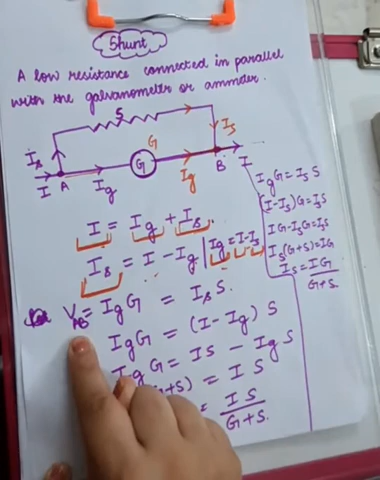 Shunt
A low resistance connected in parallel
with the galvanometer or ammeter.
S
Is Is
G
I A Ig G Ig B I
I = Ig + Is
Is = I - Ig | Ig = I - Is
VAB = IgG = IsS.
IgG = (I - Ig) S
IgG = IS - IgS
+S) = IS
= IS / G+S.
IgG = IsS
(I-Is)G = IsS
IG - IsG = IsS
Is(G+S) = IG
Is = IG / G+S.